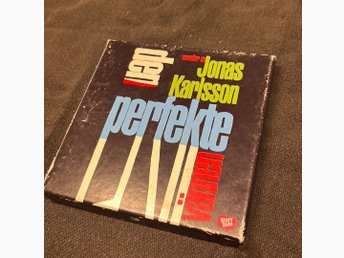 den
Jonas
Karlsson
perfekte
vännen